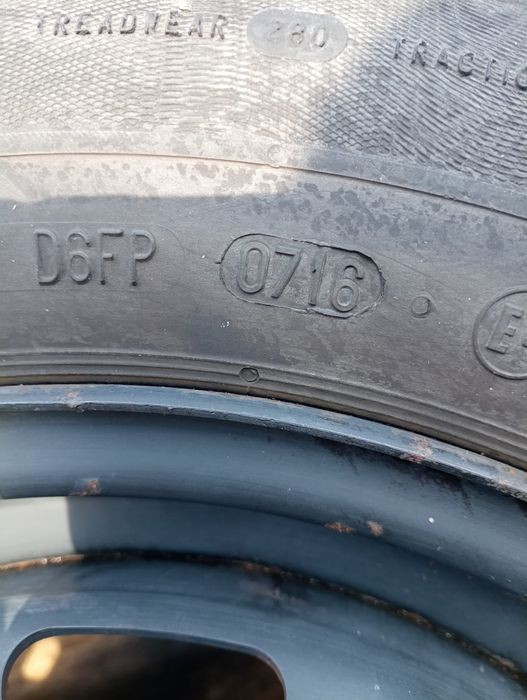 TREADWEAR 280 TRACTIO
D6FP 0716 E